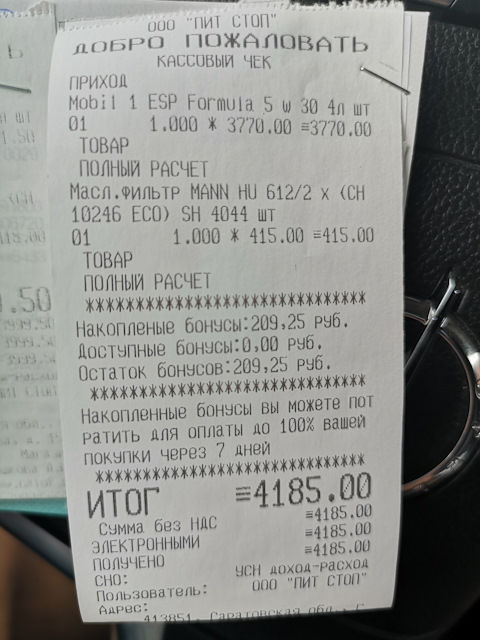 ООО "ПИТ СТОП"
ДОБРО ПОЖАЛОВАТЬ
КАССОВЫЙ ЧЕК
ПРИХОД
Mobil 1 ESP Formula 5 w 30 4л шт
01 1.000 * 3770.00 =3770.00
ТОВАР
ПОЛНЫЙ РАСЧЕТ
Масл.фильтр MANN HU 612/2 x (CH
10246 ECO) SH 4044 шт
01 1.000 * 415.00 =415.00
ТОВАР
ПОЛНЫЙ РАСЧЕТ
******************************
Накопленые бонусы:209,25 руб.
Доступные бонусы:0,00 руб.
Остаток бонусов:209,25 руб.
******************************
Накопленные бонусы вы можете пот
ратить для оплаты до 100% вашей
покупки через 7 дней
******************************
ИТОГ =4185.00
Сумма без НДС =4185.00
ЭЛЕКТРОННЫМИ =4185.00
ПОЛУЧЕНО =4185.00
СНО: УСН доход-расход
Пользователь: ООО "ПИТ СТОП"
Адрес:
413851, Саратовская обл., г